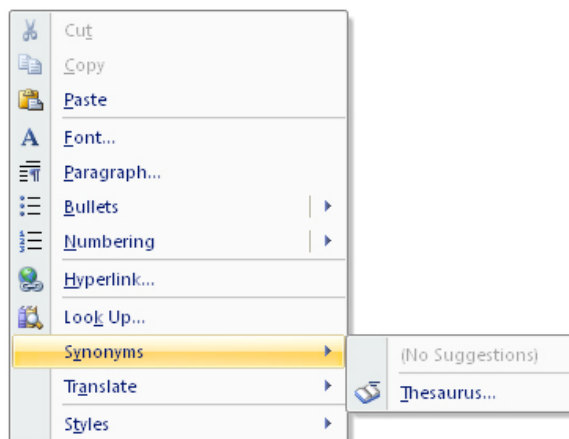 Cut
Copy
Paste
Font...
Paragraph...
Bullets
Numbering
Hyperlink...
Look Up...
Synonyms
(No Suggestions)
Translate
Thesaurus...
Styles